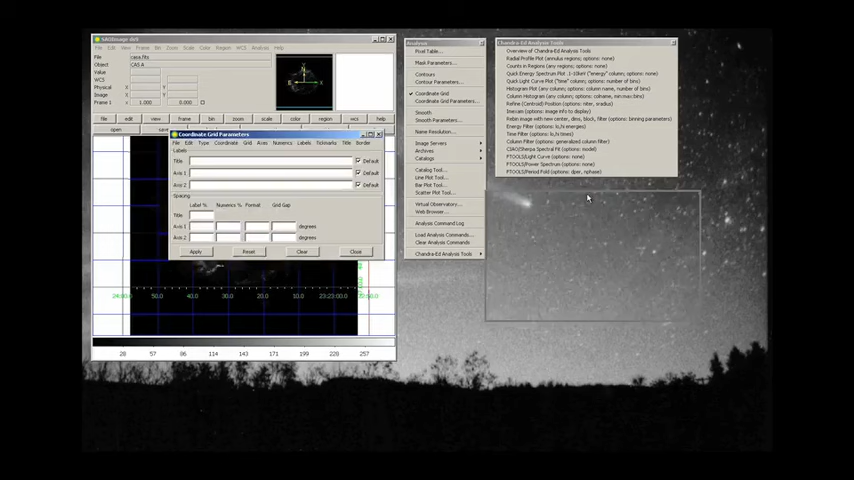 SAOImage ds9
File Edit View Frame Bin Zoom Scale Color Region WCS Analysis Help
File casa.fits
Object CAS A
Value
WCS
Physical X Y
Image X Y
Frame 1 X 1.000 0.000
N
E X
file edit view frame bin zoom scale color region wcs help
open save
Coordinate Grid Parameters
File Edit Type Coordinate Grid Axes Numerics Labels Tickmarks Title Border
Labels
Title Default
Axis 1 Default
Axis 2 Default
Spacing
Label % Numerics % Format Grid Gap
Title
Axis 1 degrees
Axis 2 degrees
Apply Reset Clear Close
24:00.0 50.0 40.0 30.0 20.0 10.0 23:23:00.0
28 57 86 114 143 171 200 228 257
Analysis
Pixel Table...
Mask Parameters...
Contours
Contour Parameters...
Coordinate Grid
Coordinate Grid Parameters...
Smooth
Smooth Parameters...
Name Resolution...
Image Servers
Archives
Catalogs
Catalog Tool...
Line Plot Tool...
Bar Plot Tool...
Scatter Plot Tool...
Virtual Observatory...
Web Browser...
Analysis Command Log
Load Analysis Commands...
Clear Analysis Commands
Chandra-Ed Analysis Tools
Chandra-Ed Analysis Tools
Overview of Chandra-Ed Analysis Tools
Radial Profile Plot (annular regions; options: none)
Counts in Regions (any regions; options: none)
Quick Energy Spectrum Plot .1-10keV ("energy" column; options: none)
Quick Light Curve Plot ("time" column; options: number of bins)
Histogram Plot (any column; options: column name, number of bins)
Column Histogram (any column; options: colname, min:max:bins)
Refine (Centroid) Position (options: niter, sradius)
Imexam (options: image info to display)
Rebin image with new center, dims, block, filter (options: binning parameters)
Energy Filter (options: lo,hi energies)
Time Filter (options: lo,hi times)
Column Filter (options: generalized column filter)
CIAO/Sherpa Spectral Fit (options: model)
FTOOLS/Light Curve (options: none)
FTOOLS/Power Spectrum (options: none)
FTOOLS/Period Fold (options: dper, nphase)